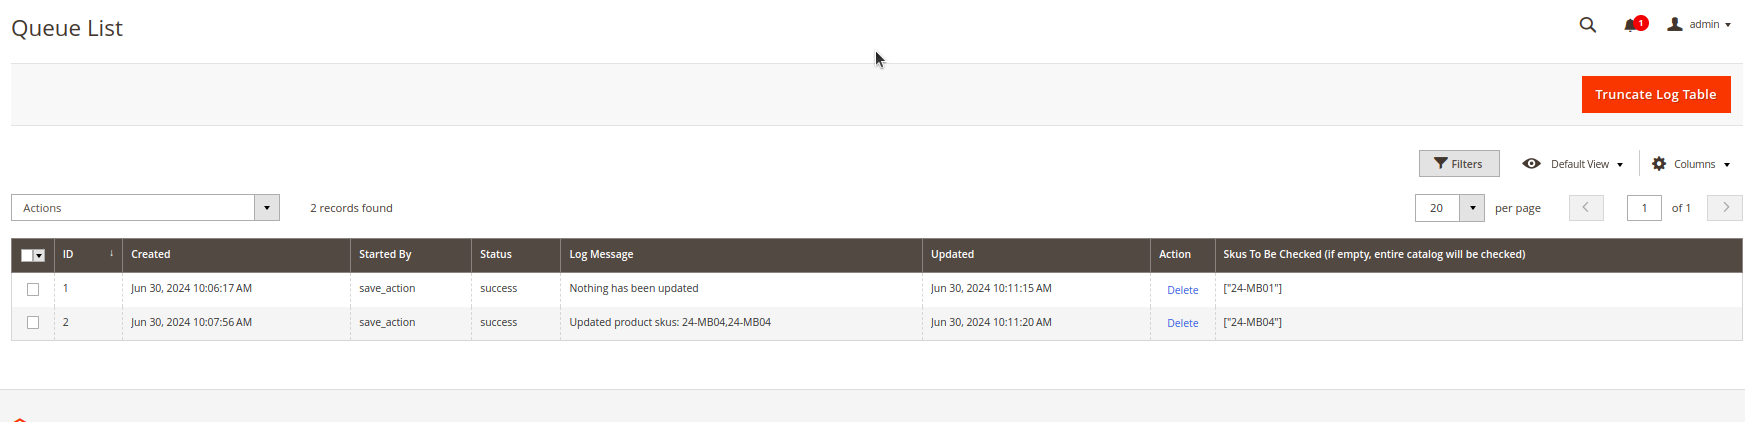 Queue List
1
admin
Truncate Log Table
Filters
Default View
Columns
Actions
2 records found
20
per page
1
of 1
ID ↓ Created Started By Status Log Message Updated Action Skus To Be Checked (if empty, entire catalog will be checked)
1 Jun 30, 2024 10:06:17 AM save_action success Nothing has been updated Jun 30, 2024 10:11:15 AM Delete ["24-MB01"]
2 Jun 30, 2024 10:07:56 AM save_action success Updated product skus: 24-MB04,24-MB04 Jun 30, 2024 10:11:20 AM Delete ["24-MB04"]